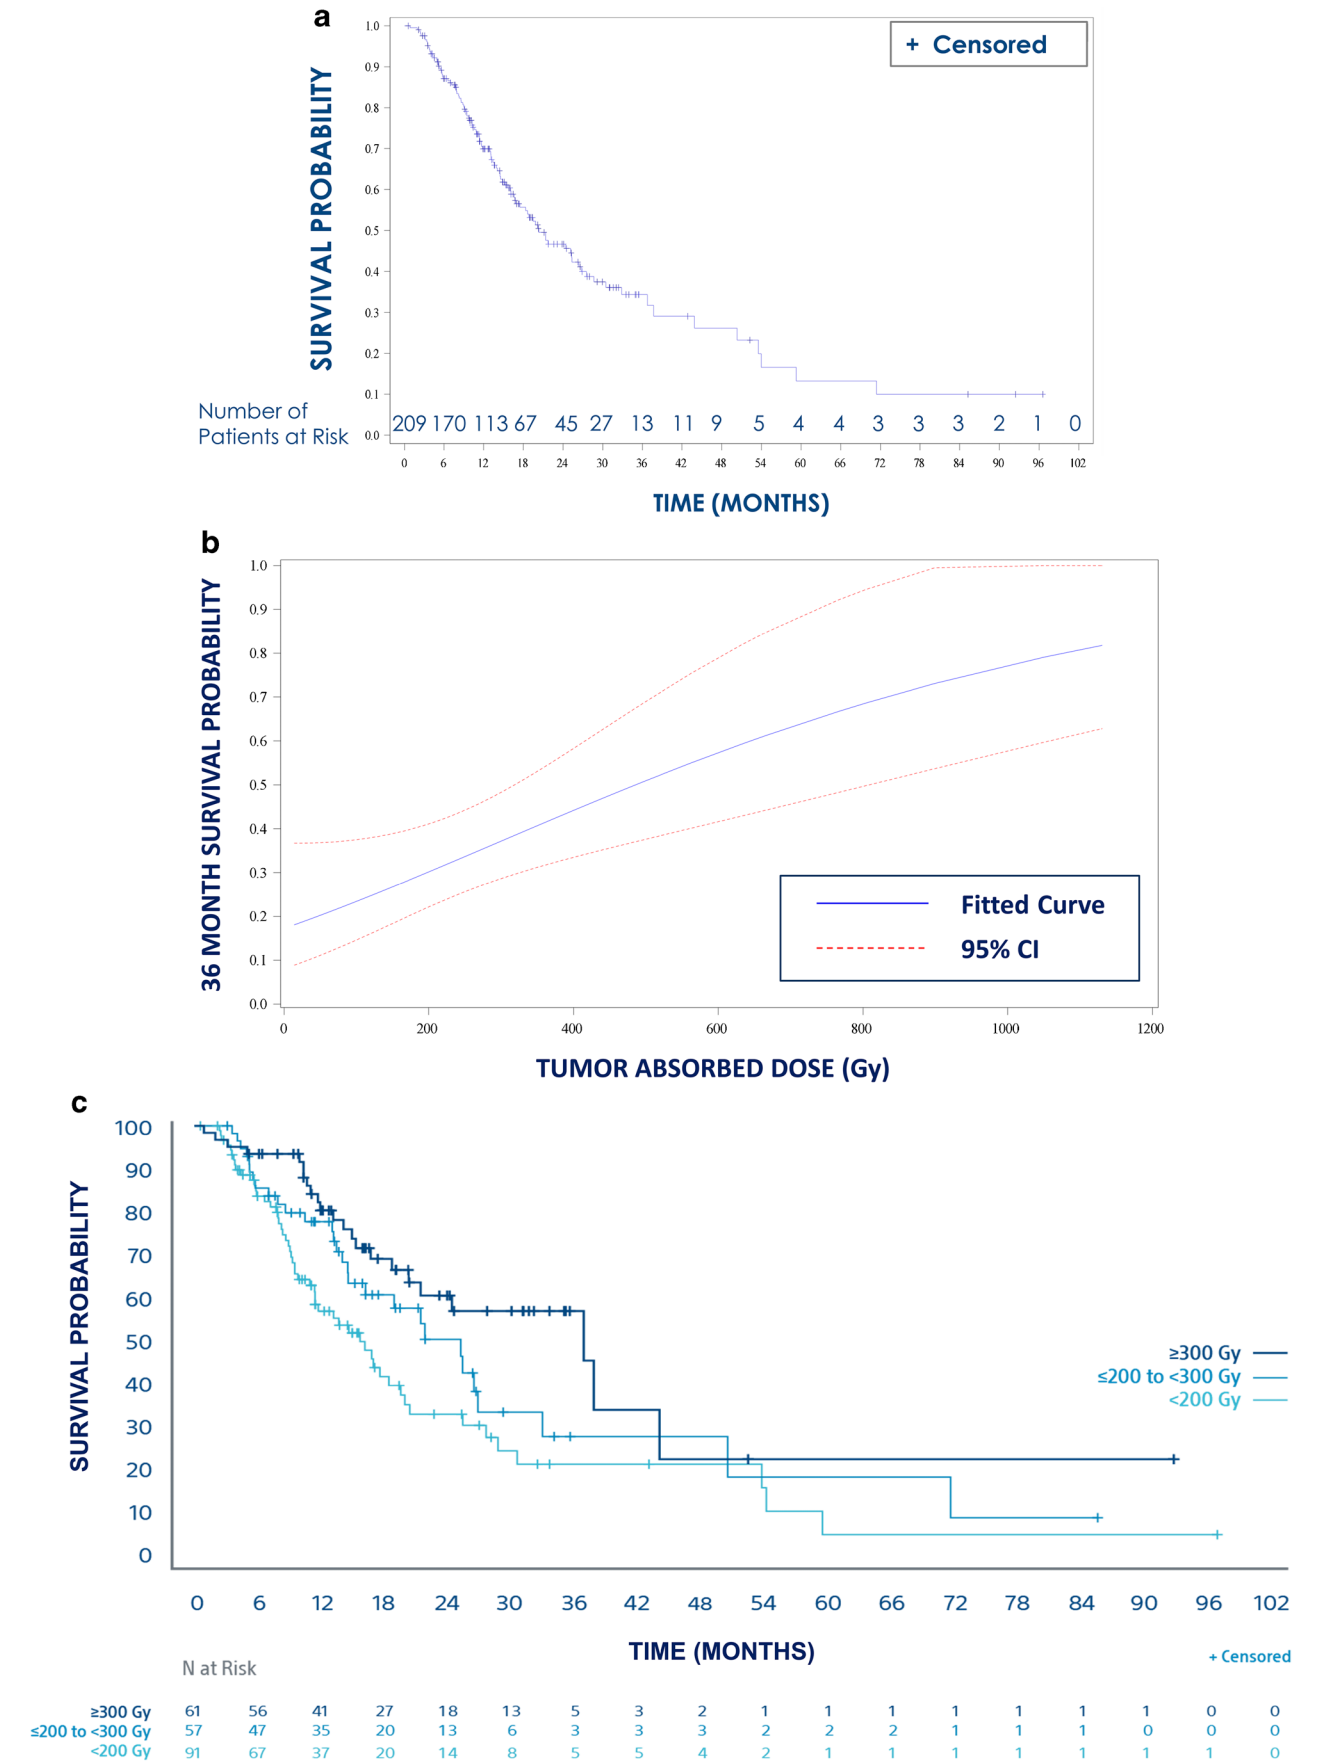 a
SURVIVAL PROBABILITY
+ Censored
1.0
0.9
0.8
0.7
0.6
0.5
0.4
0.3
0.2
0.1
0.0
Number of
Patients at Risk
209 170 113 67 45 27 13 11 9 5 4 4 3 3 3 2 1 0
0 6 12 18 24 30 36 42 48 54 60 66 72 78 84 90 96 102
TIME (MONTHS)
b
36 MONTH SURVIVAL PROBABILITY
1.0
0.9
0.8
0.7
0.6
0.5
0.4
0.3
0.2
0.1
0.0
Fitted Curve
95% CI
0 200 400 600 800 1000 1200
TUMOR ABSORBED DOSE (Gy)
c
SURVIVAL PROBABILITY
100
90
80
70
60
50
40
30
20
10
0
≥300 Gy
≤200 to <300 Gy
<200 Gy
0 6 12 18 24 30 36 42 48 54 60 66 72 78 84 90 96 102
TIME (MONTHS)
+ Censored
N at Risk
≥300 Gy 61 56 41 27 18 13 5 3 2 1 1 1 1 1 1 1 0 0
≤200 to <300 Gy 57 47 35 20 13 6 3 3 3 2 2 2 1 1 1 0 0 0
<200 Gy 91 67 37 20 14 8 5 5 4 2 1 1 1 1 1 1 1 0